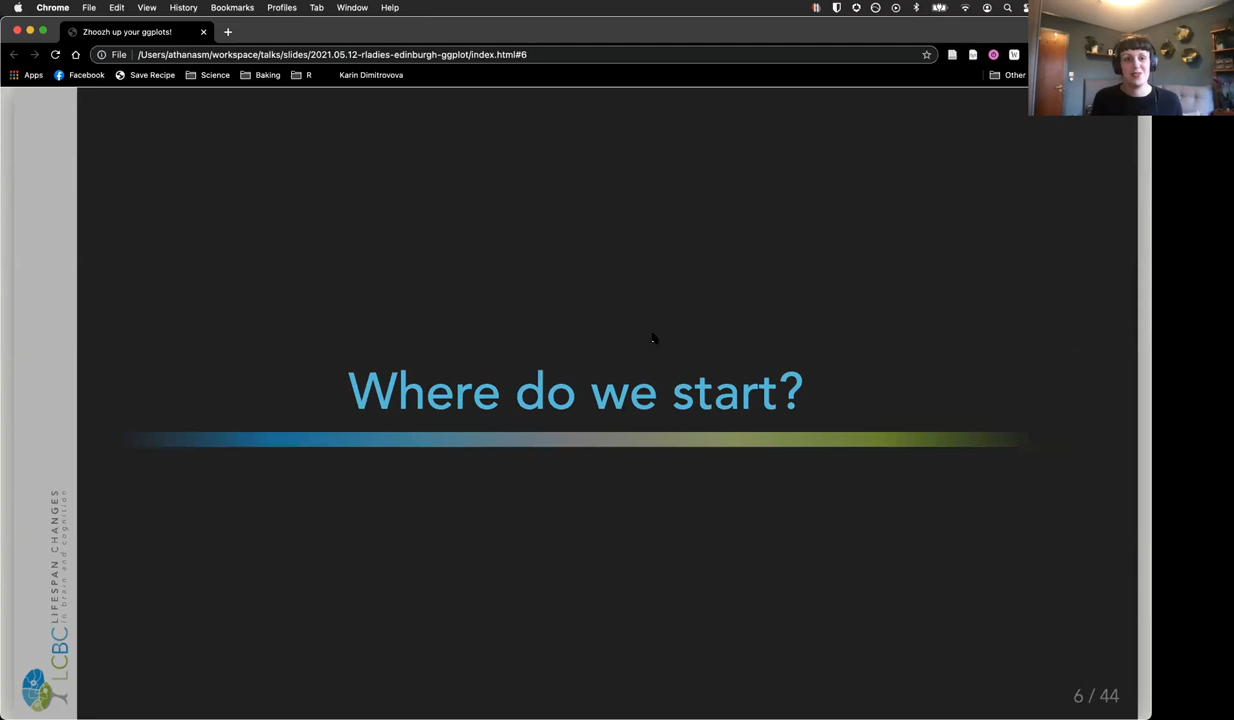 Chrome File Edit View History Bookmarks Profiles Tab Window Help
Zhoozh up your ggplots!
File /Users/athanasm/workspace/talks/slides/2021.05.12-rladies-edinburgh-ggplot/index.html#6
Apps Facebook Save Recipe Science Baking R Karin Dimitrovova Other
Where do we start?
LCBC LIFESPAN CHANGES
in brain and cognition
6 / 44